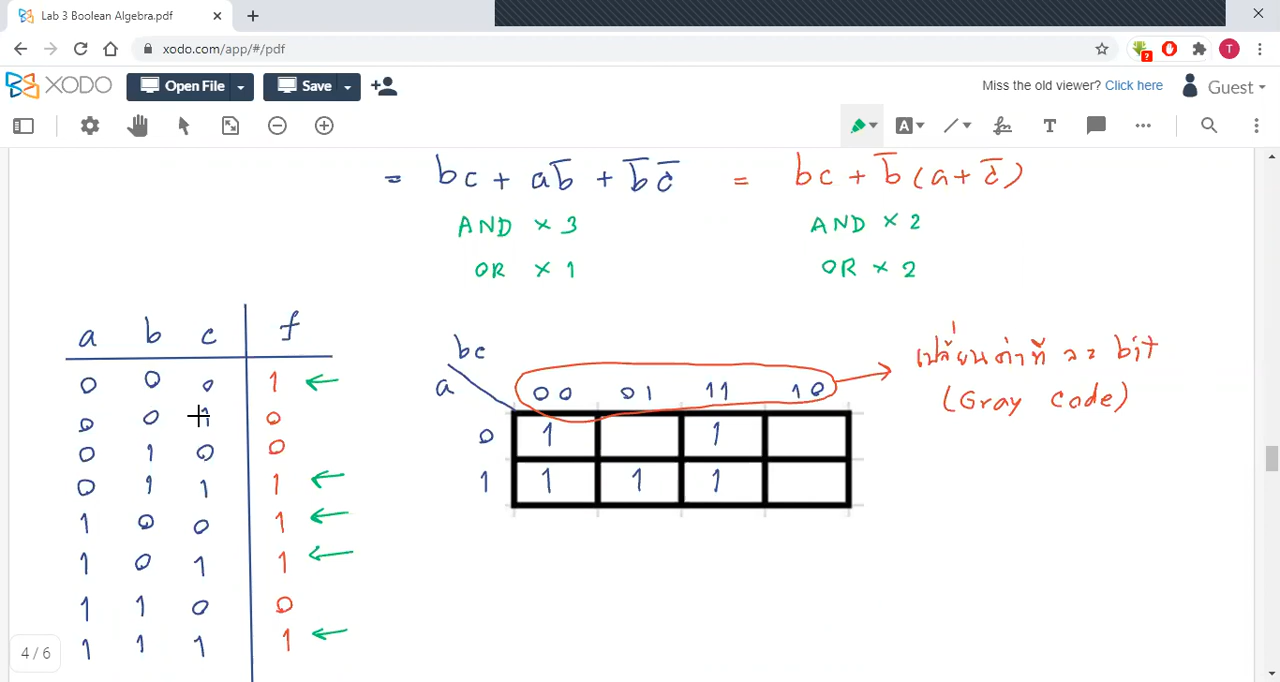 Lab 3 Boolean Algebra.pdf
xodo.com/app/#/pdf
?
T
XODO
Open File
Save
Miss the old viewer? Click here
Guest
A
T
= bc + ab̅ + b̅c̅ = bc + b̅(a+c̅)
AND × 3 AND × 2
OR × 1 OR × 2
a b c f
0 0 0 1 ←
0 0 1 0
0 1 0 0
0 1 1 1 ←
1 0 0 1 ←
1 0 1 1 ←
1 1 0 0
1 1 1 1 ←
bc
a
00 01 11 10
0 1 1
1 1 1 1
เปลี่ยนค่าทีละ bit
(Gray code)
4 / 6